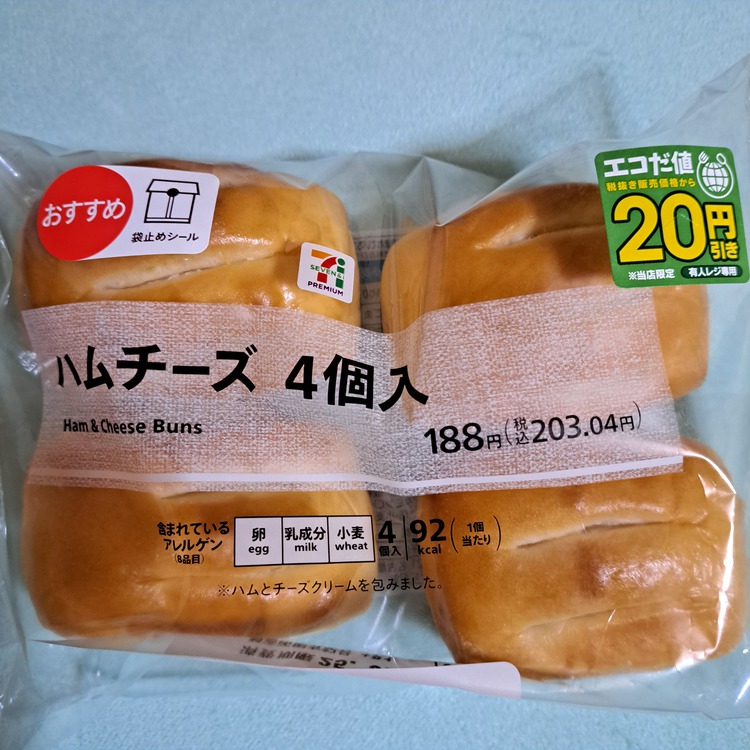 おすすめ
袋止めシール
エコだ値
税抜き販売価格から
20円引き
※当店限定 有人レジ専用
7
SEVEN&i
PREMIUM
ハムチーズ 4個入
Ham & Cheese Buns
188円(税込203.04円)
含まれている
アレルゲン
(8品目)
卵
egg
乳成分
milk
小麦
wheat
4
個入
92
kcal
(1個当たり)
※ハムとチーズクリームを包みました。